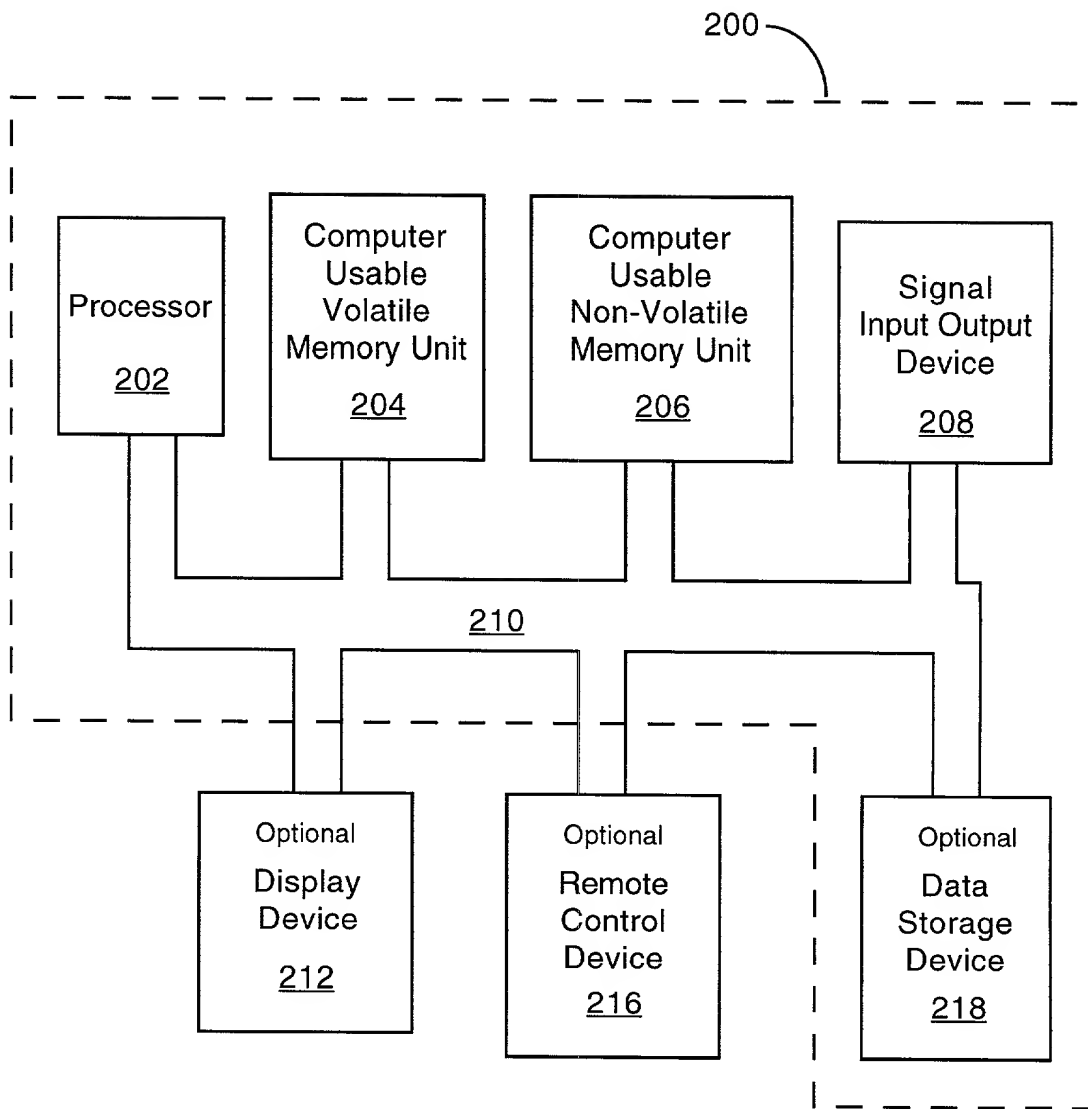 200
Processor
202
Computer
Usable
Volatile
Memory Unit
204
Computer
Usable
Non-Volatile
Memory Unit
206
Signal
Input Output
Device
208
210
Optional
Display
Device
212
Optional
Remote
Control
Device
216
Optional
Data
Storage
Device
218